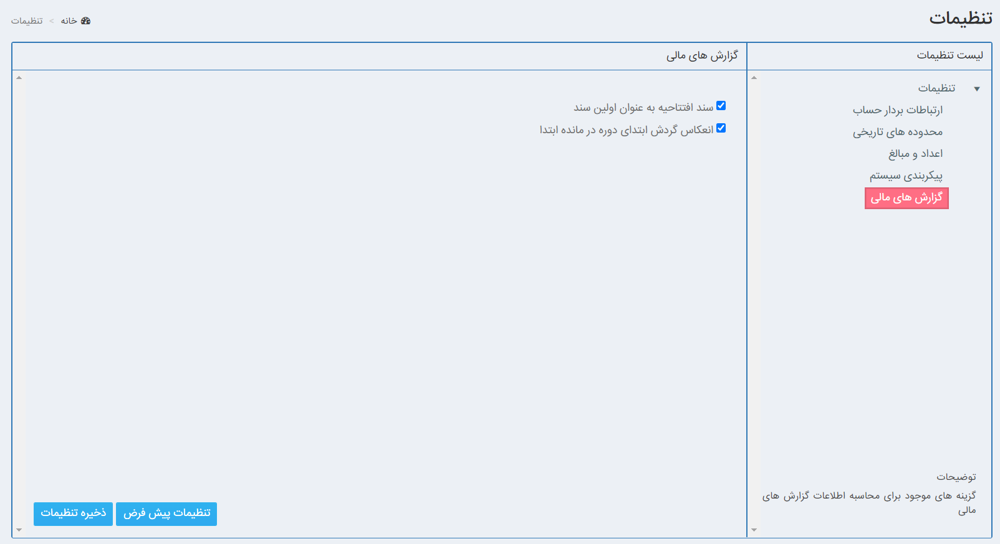 تنظیمات
خانه > تنظیمات
لیست تنظیمات
تنظیمات
ارتباطات بردار حساب
محدوده های تاریخی
اعداد و مبالغ
پیکربندی سیستم
گزارش های مالی
توضیحات
گزینه های موجود برای محاسبه اطلاعات گزارش های
مالی
گزارش های مالی
سند افتتاحیه به عنوان اولین سند
انعکاس گردش ابتدای دوره در مانده ابتدا
تنظیمات پیش فرض
ذخیره تنظیمات